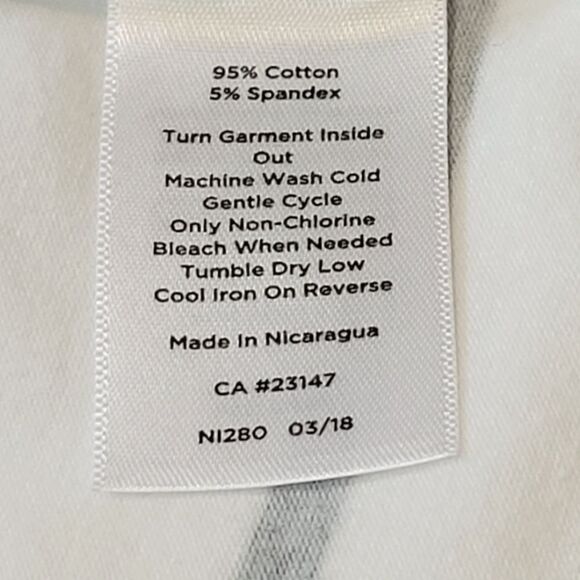 95% Cotton
5% Spandex
Turn Garment Inside
Out
Machine Wash Cold
Gentle Cycle
Only Non-Chlorine
Bleach When Needed
Tumble Dry Low
Cool Iron On Reverse
Made In Nicaragua
CA #23147
NI280 03/18